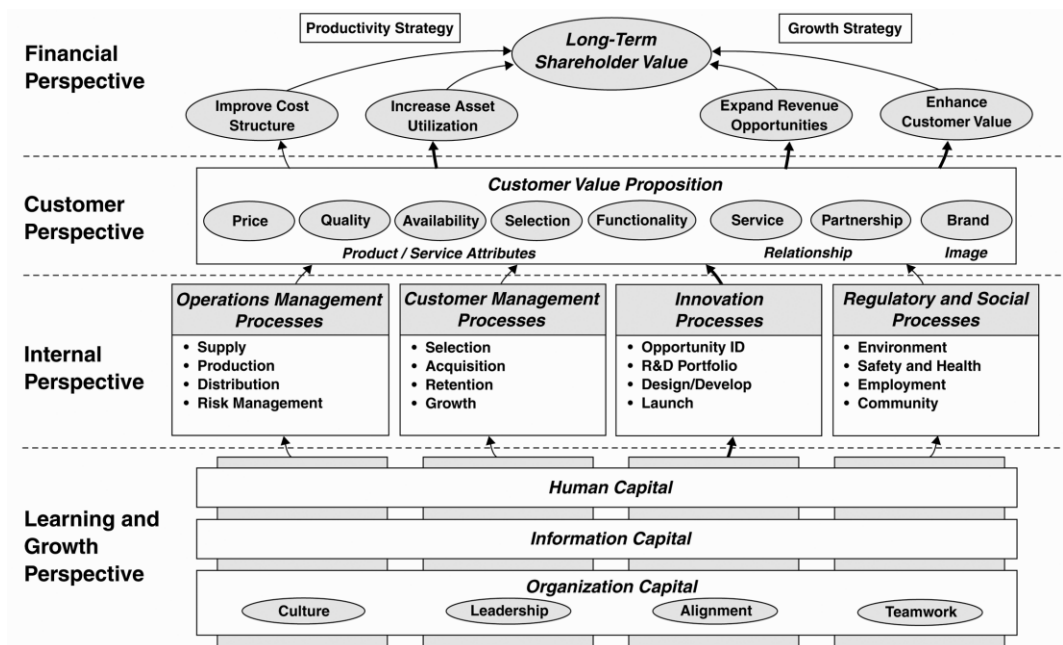 Financial
Perspective
Productivity Strategy
Growth Strategy
Long-Term
Shareholder Value
Improve Cost
Structure
Increase Asset
Utilization
Expand Revenue
Opportunities
Enhance
Customer Value
Customer
Perspective
Customer Value Proposition
Price
Quality
Availability
Selection
Functionality
Service
Partnership
Brand
Product / Service Attributes
Relationship
Image
Internal
Perspective
Operations Management
Processes
• Supply
• Production
• Distribution
• Risk Management
Customer Management
Processes
• Selection
• Acquisition
• Retention
• Growth
Innovation
Processes
• Opportunity ID
• R&D Portfolio
• Design/Develop
• Launch
Regulatory and Social
Processes
• Environment
• Safety and Health
• Employment
• Community
Learning and
Growth
Perspective
Human Capital
Information Capital
Organization Capital
Culture
Leadership
Alignment
Teamwork